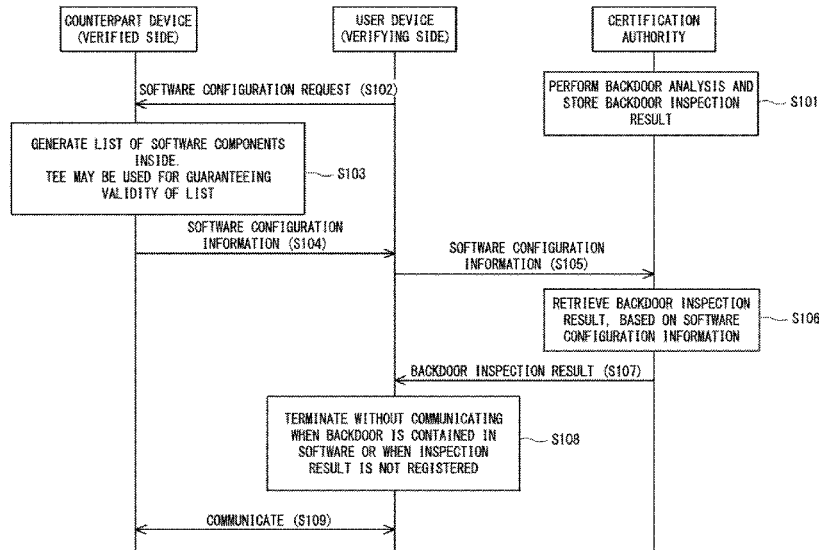 COUNTERPART DEVICE
(VERIFIED SIDE)
USER DEVICE
(VERIFYING SIDE)
CERTIFICATION
AUTHORITY
PERFORM BACKDOOR ANALYSIS AND
STORE BACKDOOR INSPECTION
RESULT
S101
SOFTWARE CONFIGURATION REQUEST (S102)
GENERATE LIST OF SOFTWARE COMPONENTS
INSIDE.
TEE MAY BE USED FOR GUARANTEEING
VALIDITY OF LIST
S103
SOFTWARE CONFIGURATION
INFORMATION (S104)
SOFTWARE CONFIGURATION
INFORMATION (S105)
RETRIEVE BACKDOOR INSPECTION
RESULT, BASED ON SOFTWARE
CONFIGURATION INFORMATION
S106
BACKDOOR INSPECTION RESULT (S107)
TERMINATE WITHOUT COMMUNICATING
WHEN BACKDOOR IS CONTAINED IN
SOFTWARE OR WHEN INSPECTION
RESULT IS NOT REGISTERED
S108
COMMUNICATE (S109)